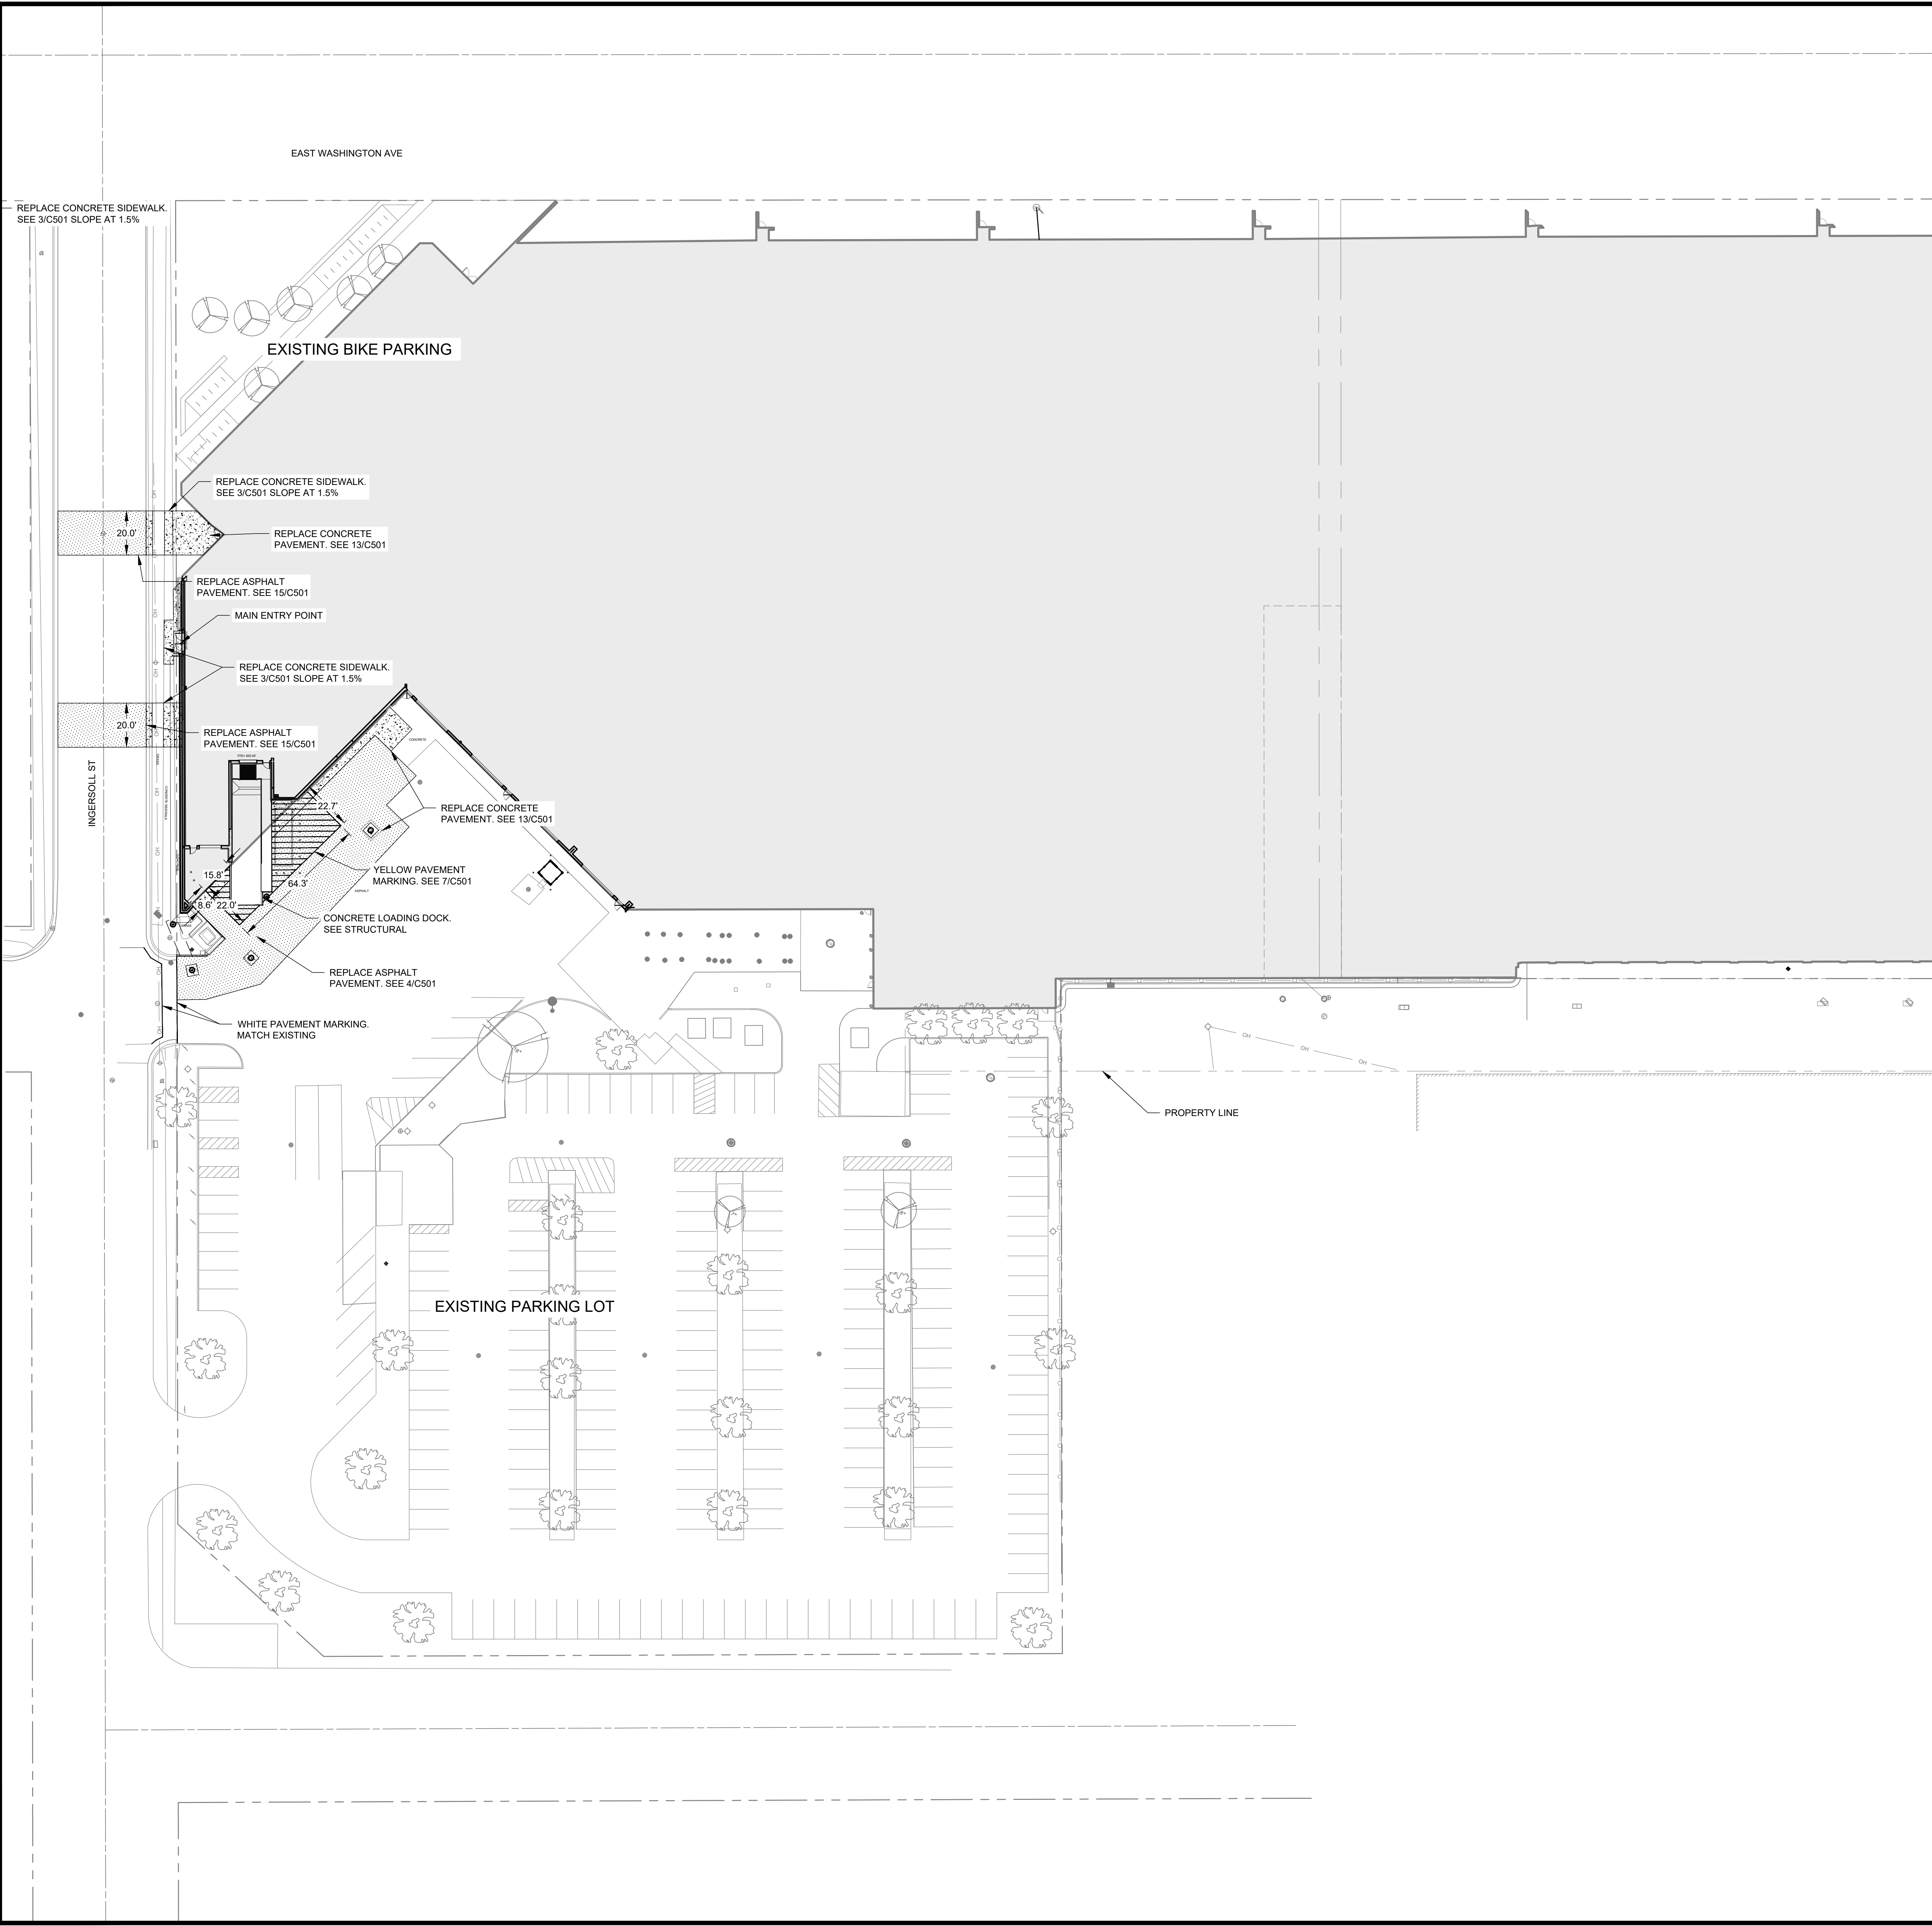 EAST WASHINGTON AVE
REPLACE CONCRETE SIDEWALK.
SEE 3/C501 SLOPE AT 1.5%
EXISTING BIKE PARKING
REPLACE CONCRETE SIDEWALK.
SEE 3/C501 SLOPE AT 1.5%
20.0'
REPLACE CONCRETE
PAVEMENT. SEE 13/C501
REPLACE ASPHALT
PAVEMENT. SEE 15/C501
MAIN ENTRY POINT
REPLACE CONCRETE SIDEWALK.
SEE 3/C501 SLOPE AT 1.5%
20.0'
REPLACE ASPHALT
PAVEMENT. SEE 15/C501
CONCRETE
INGERSOLL ST
22.7'
REPLACE CONCRETE
PAVEMENT. SEE 13/C501
YELLOW PAVEMENT
MARKING. SEE 7/C501
15.8'
64.3'
ASPHALT
8.6'
22.0'
CONCRETE LOADING DOCK.
SEE STRUCTURAL
REPLACE ASPHALT
PAVEMENT. SEE 4/C501
WHITE PAVEMENT MARKING.
MATCH EXISTING
OH
OH
OH
PROPERTY LINE
EXISTING PARKING LOT